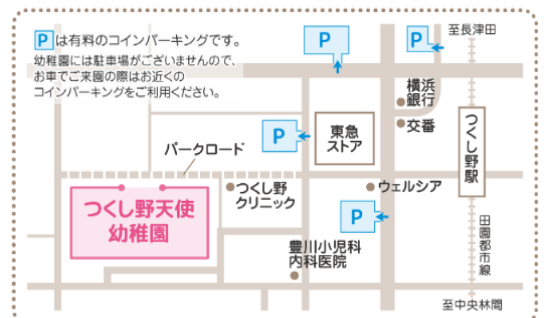 Pは有料のコインパーキングです。
幼稚園には駐車場がございませんので、
お車でご来園の際はお近くの
コインパーキングをご利用ください。
P
P
至長津田
横浜
銀行
交番
つくし野駅
P
東急
ストア
パークロード
つくし野
クリニック
ウェルシア
つくし野天使
幼稚園
P
豊川小児科
内科医院
田園都市線
至中央林間